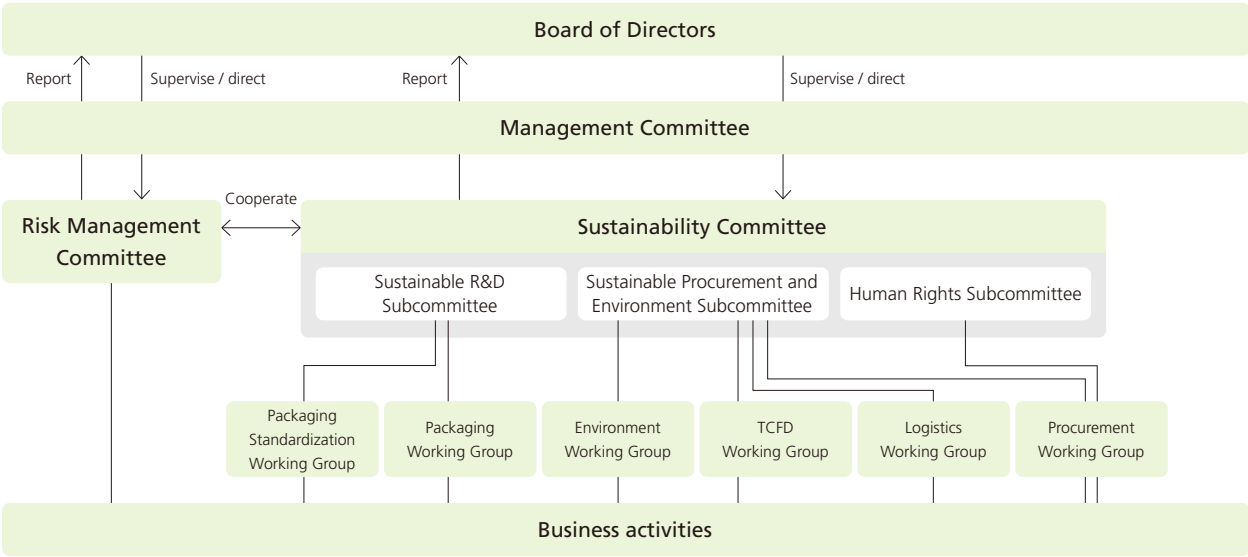 Board of Directors
Report
Supervise / direct
Report
Supervise / direct
Management Committee
Cooperate
Risk Management
Committee
Sustainability Committee
Sustainable R&D
Subcommittee
Sustainable Procurement and
Environment Subcommittee
Human Rights Subcommittee
Packaging
Standardization
Working Group
Packaging
Working Group
Environment
Working Group
TCFD
Working Group
Logistics
Working Group
Procurement
Working Group
Business activities